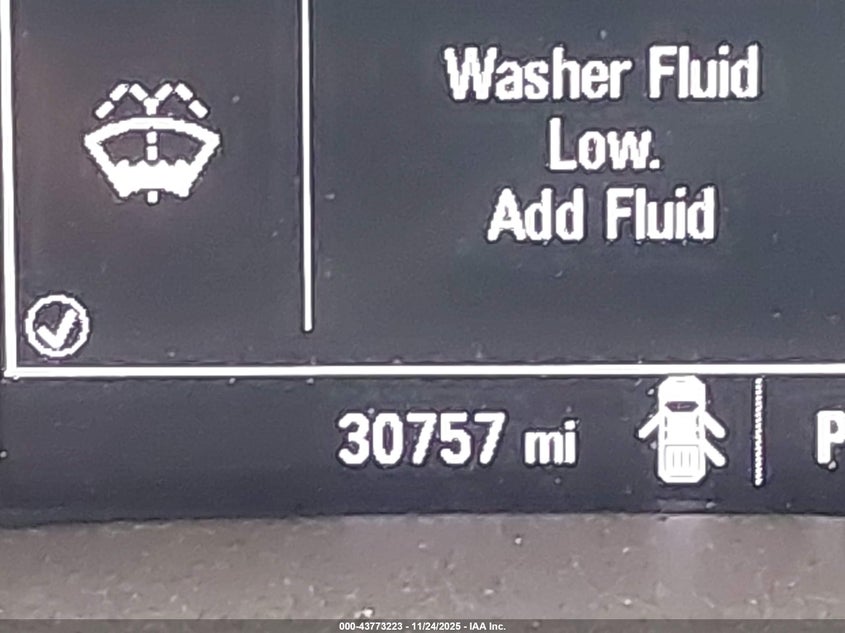 Washer Fluid
Low.
Add Fluid
30757 mi
P
000-43773223 - 11/24/2025 - IAA Inc.